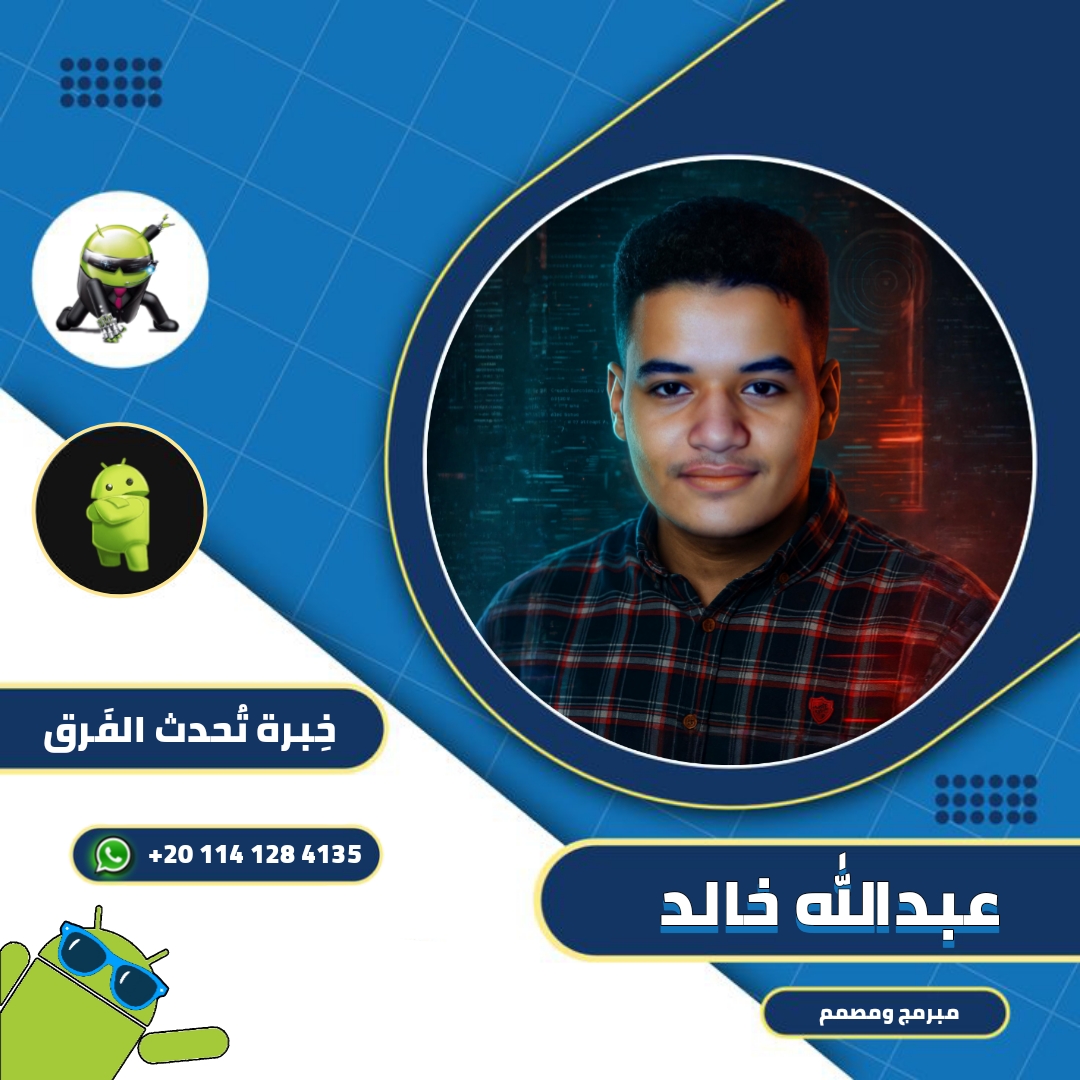 خِبرة تُحدث الفَرق
+20 114 128 4135
عبدالله خالد
مبرمج ومصمم